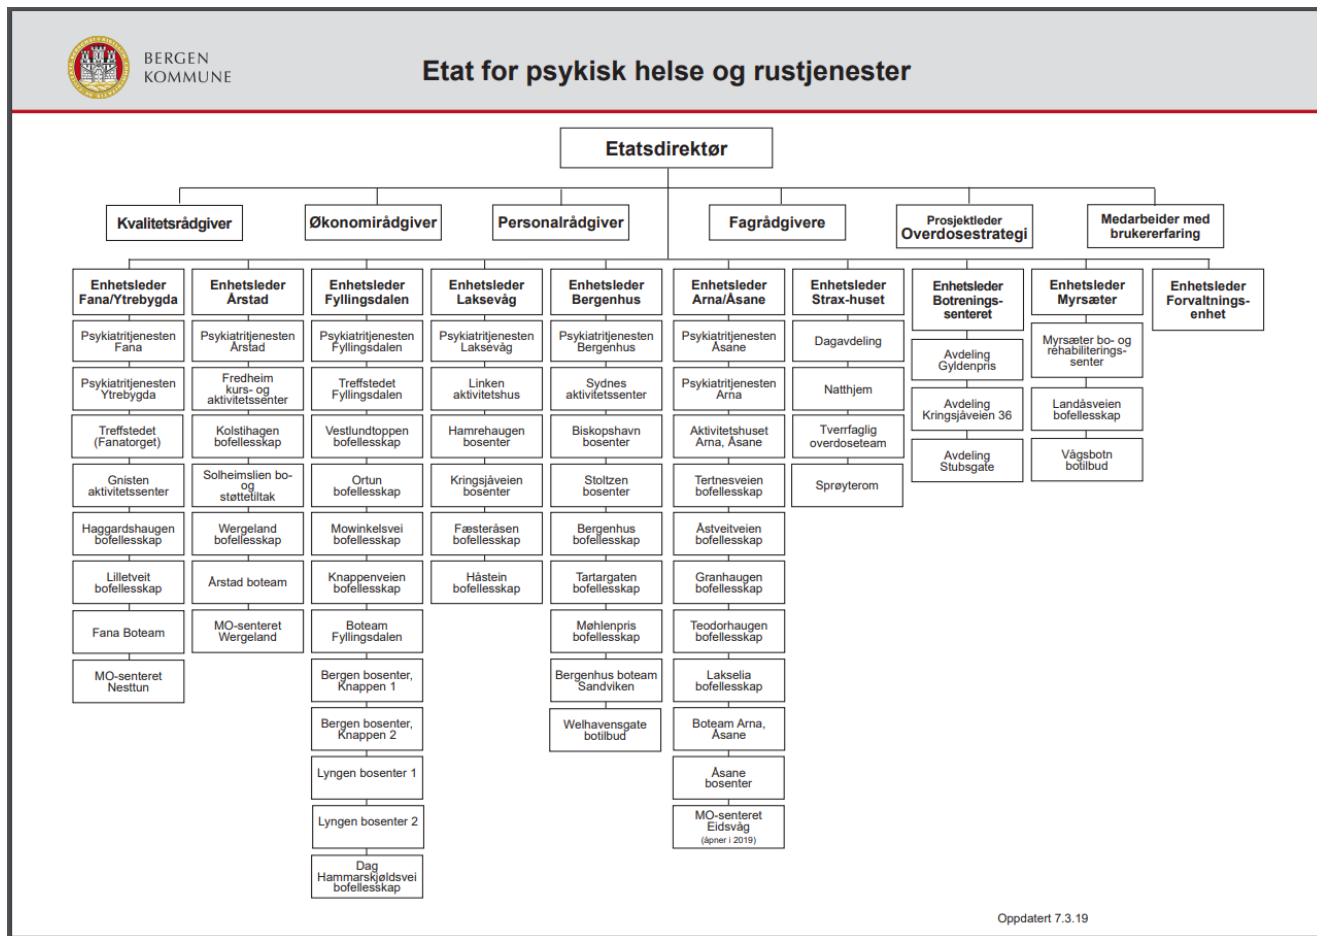 BERGEN
KOMMUNE
Etat for psykisk helse og rustjenester
Etatsdirektør
Kvalitetsrådgiver
Økonomirådgiver
Personalrådgiver
Fagrådgivere
Prosjektleder
Overdosestrategi
Medarbeider med
brukererfaring
Enhetsleder
Fana/Ytrebygda
Psykiatritjenesten
Fana
Psykiatritjenesten
Ytrebygda
Treffstedet
(Fanatorget)
Gnisten
aktivitetssenter
Haggardshaugen
bofellesskap
Lilletveit
bofellesskap
Fana Boteam
MO-senteret
Nesttun
Enhetsleder
Årstad
Psykiatritjenesten
Årstad
Fredheim
kurs- og
aktivitetssenter
Kolstihagen
bofellesskap
Solheimslien bo-
og
støttetiltak
Wergeland
bofellesskap
Årstad boteam
MO-senteret
Wergeland
Enhetsleder
Fyllingsdalen
Psykiatritjenesten
Fyllingsdalen
Treffstedet
Fyllingsdalen
Vestlundtoppen
bofellesskap
Ortun
bofellesskap
Mowinkelsvei
bofellesskap
Knappenveien
bofellesskap
Boteam
Fyllingsdalen
Bergen bosenter,
Knappen 1
Bergen bosenter,
Knappen 2
Lyngen bosenter 1
Lyngen bosenter 2
Dag
Hammarskjøldsvei
bofellesskap
Enhetsleder
Laksevåg
Psykiatritjenesten
Laksevåg
Linken
aktivitetshus
Hamrehaugen
bosenter
Kringsjåveien
bosenter
Fæsteråsen
bofellesskap
Håstein
bofellesskap
Enhetsleder
Bergenhus
Psykiatritjenesten
Bergenhus
Sydnes
aktivitetssenter
Biskopshavn
bosenter
Stoltzen
bosenter
Bergenhus
bofellesskap
Tartargaten
bofellesskap
Møhlenpris
bofellesskap
Bergenhus boteam
Sandviken
Welhavensgate
botilbud
Enhetsleder
Arna/Åsane
Psykiatritjenesten
Åsane
Psykiatritjenesten
Arna
Aktivitetshuset
Arna, Åsane
Tertnesveien
bofellesskap
Åstveitveien
bofellesskap
Granhaugen
bofellesskap
Teodorhaugen
bofellesskap
Lakselia
bofellesskap
Boteam Arna,
Åsane
Åsane
bosenter
MO-senteret
Eidsvåg
(åpner i 2019)
Enhetsleder
Strax-huset
Dagavdeling
Natthjem
Tverrfaglig
overdoseteam
Sprøyterom
Enhetsleder
Botrenings-
senteret
Avdeling
Gyldenpris
Avdeling
Kringsjåveien 36
Avdeling
Stubsgate
Enhetsleder
Myrsæter
Myrsæter bo- og
rehabiliterings-
senter
Landåsveien
bofellesskap
Vågsbotn
botilbud
Enhetsleder
Forvaltnings-
enhet
Oppdatert 7.3.19